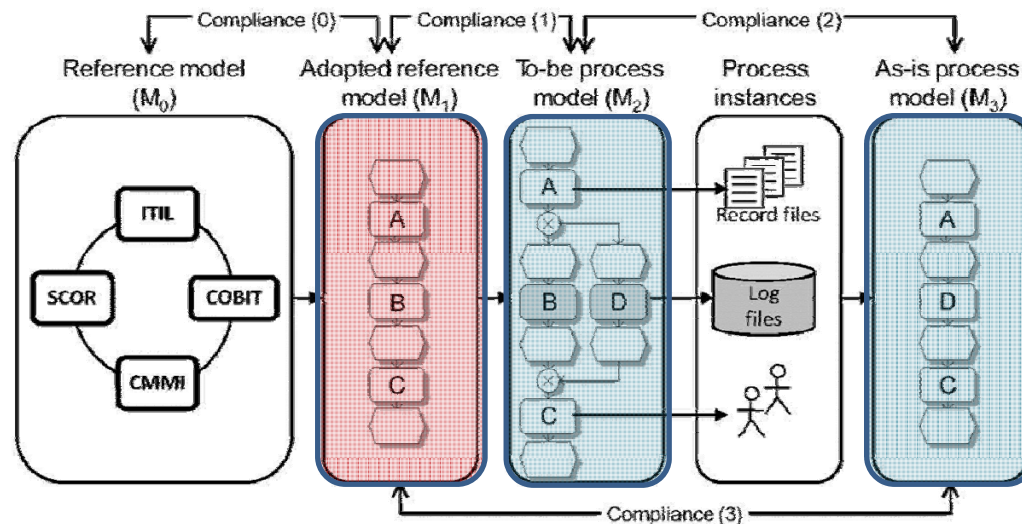 Compliance (0)
Compliance (1)
Compliance (2)
Reference model
(M0)
Adopted reference
model (M1)
To-be process
model (M2)
Process
instances
As-is process
model (M3)
ITIL
SCOR
COBIT
CMMI
A
B
C
A
B
D
C
Record files
Log
files
A
D
C
Compliance (3)